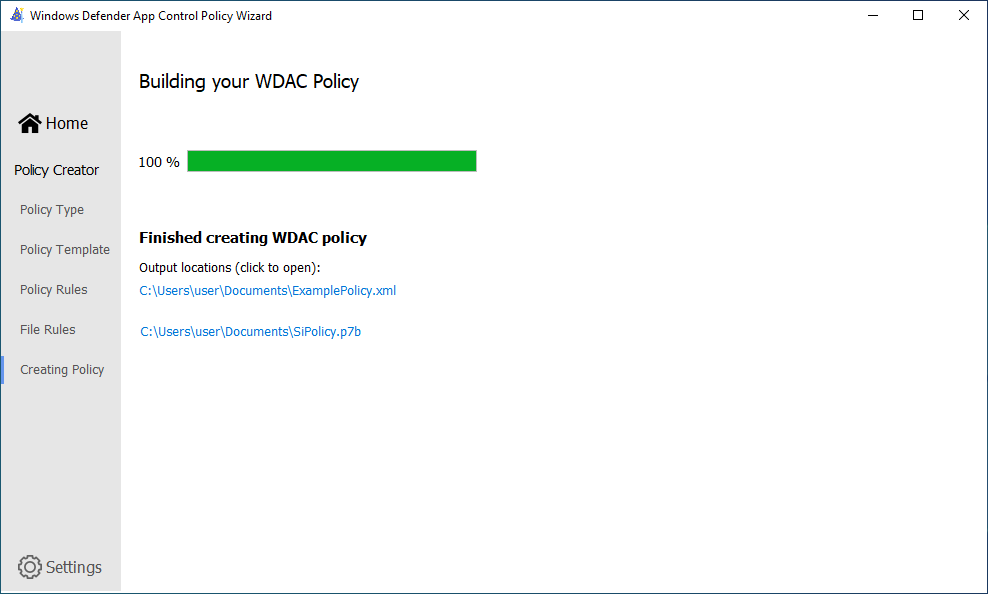 Windows Defender App Control Policy Wizard
Home
Policy Creator
Policy Type
Policy Template
Policy Rules
File Rules
Creating Policy
Settings
Building your WDAC Policy
100 %
Finished creating WDAC policy
Output locations (click to open):
C:\Users\user\Documents\ExamplePolicy.xml
C:\Users\user\Documents\SiPolicy.p7b